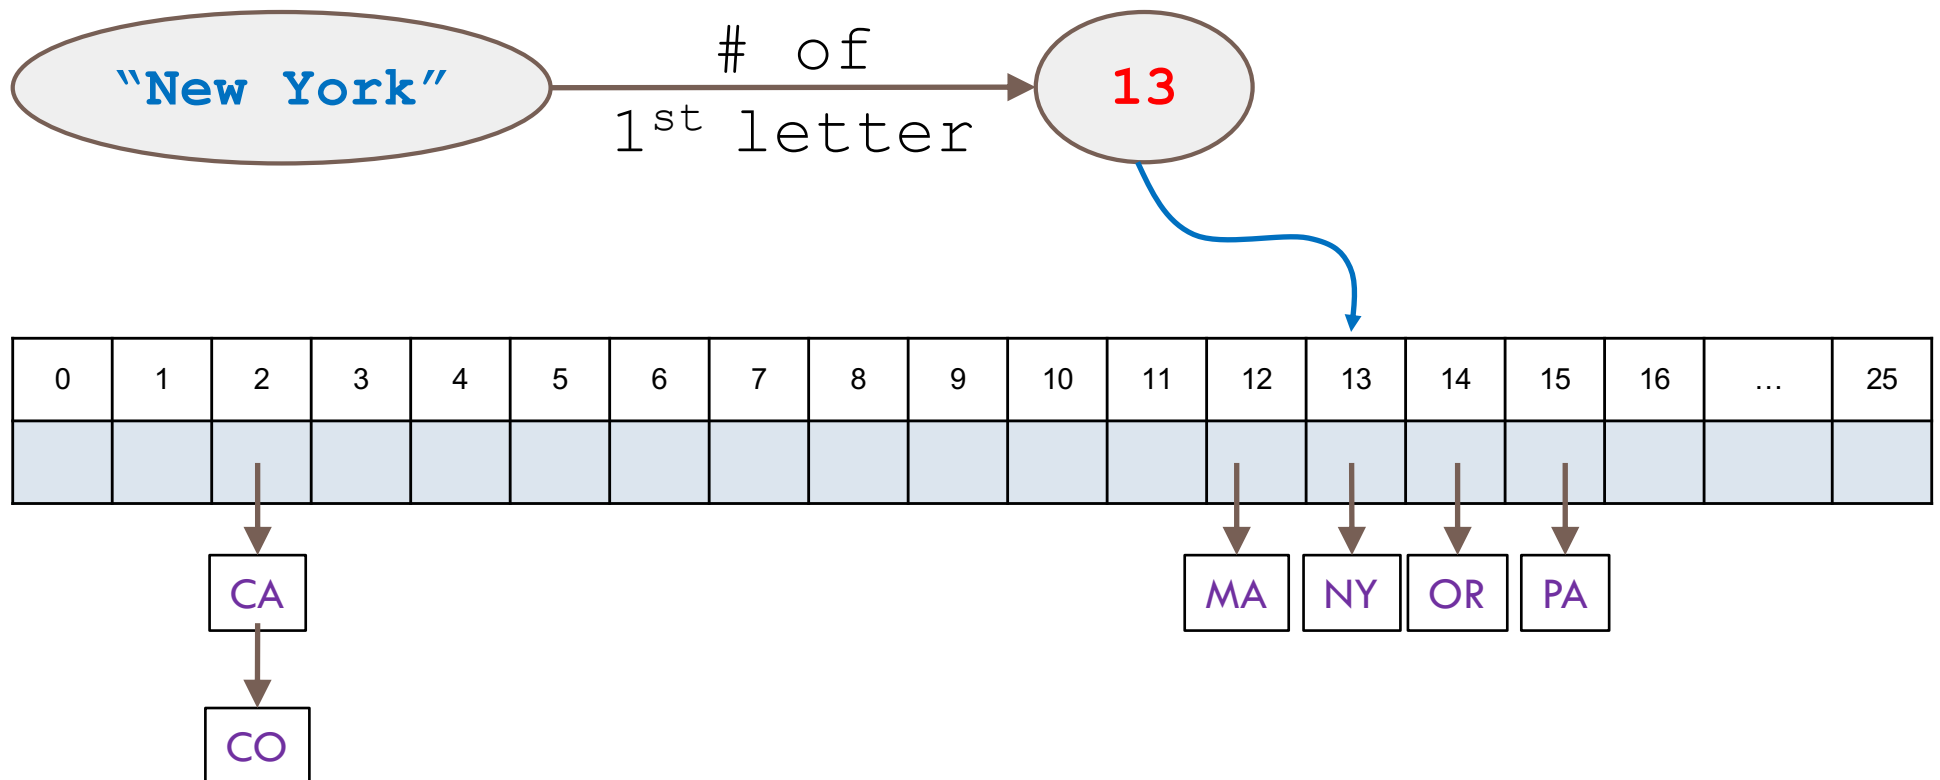 “New York”
# of
1st letter
13
0 1 2 3 4 5 6 7 8 9 10 11 12 13 14 15 16 … 25
CA MA NY OR PA
CO